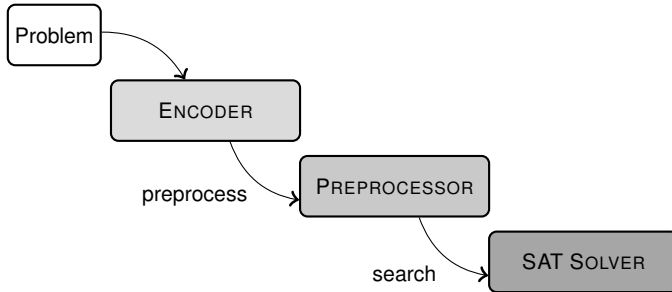 Problem
ENCODER
preprocess
PREPROCESSOR
search
SAT SOLVER